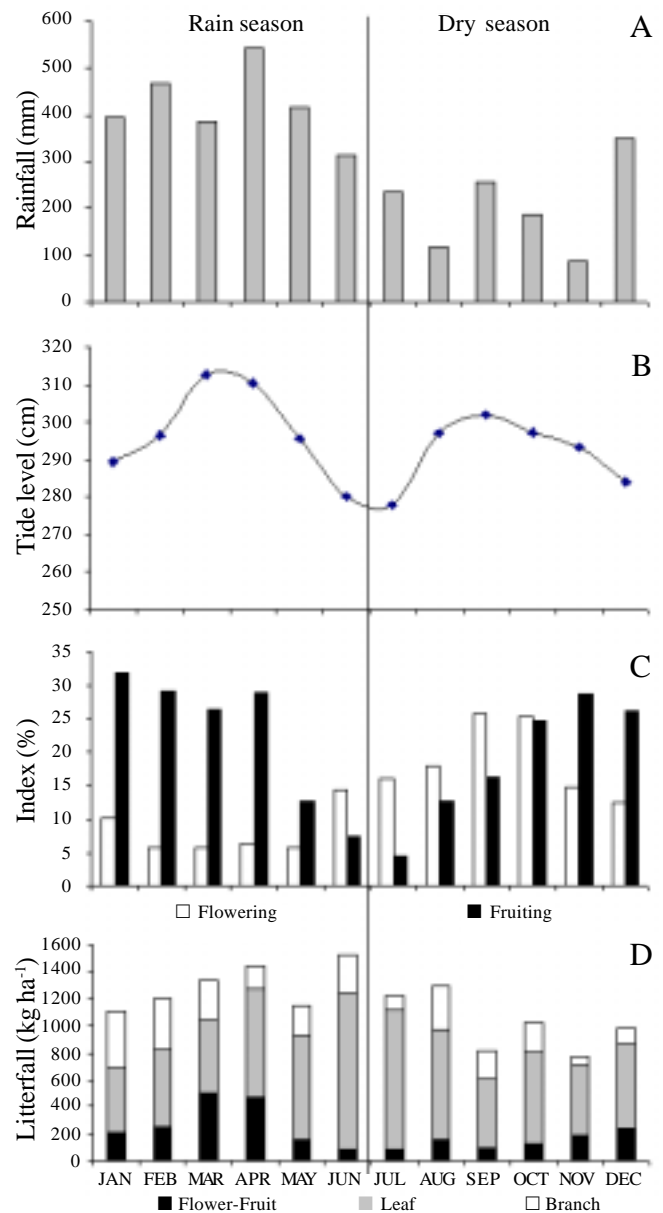 Rain season Dry season A
Rainfall (mm)
600
500
400
300
200
100
0
B
Tide level (cm)
320
310
300
290
280
270
260
250
C
Index (%)
35
30
25
20
15
10
5
0
Flowering Fruiting
D
Litterfall (kg ha⁻¹)
1600
1400
1200
1000
800
600
400
200
0
JAN FEB MAR APR MAY JUN JUL AUG SEP OCT NOV DEC
Flower-Fruit Leaf Branch